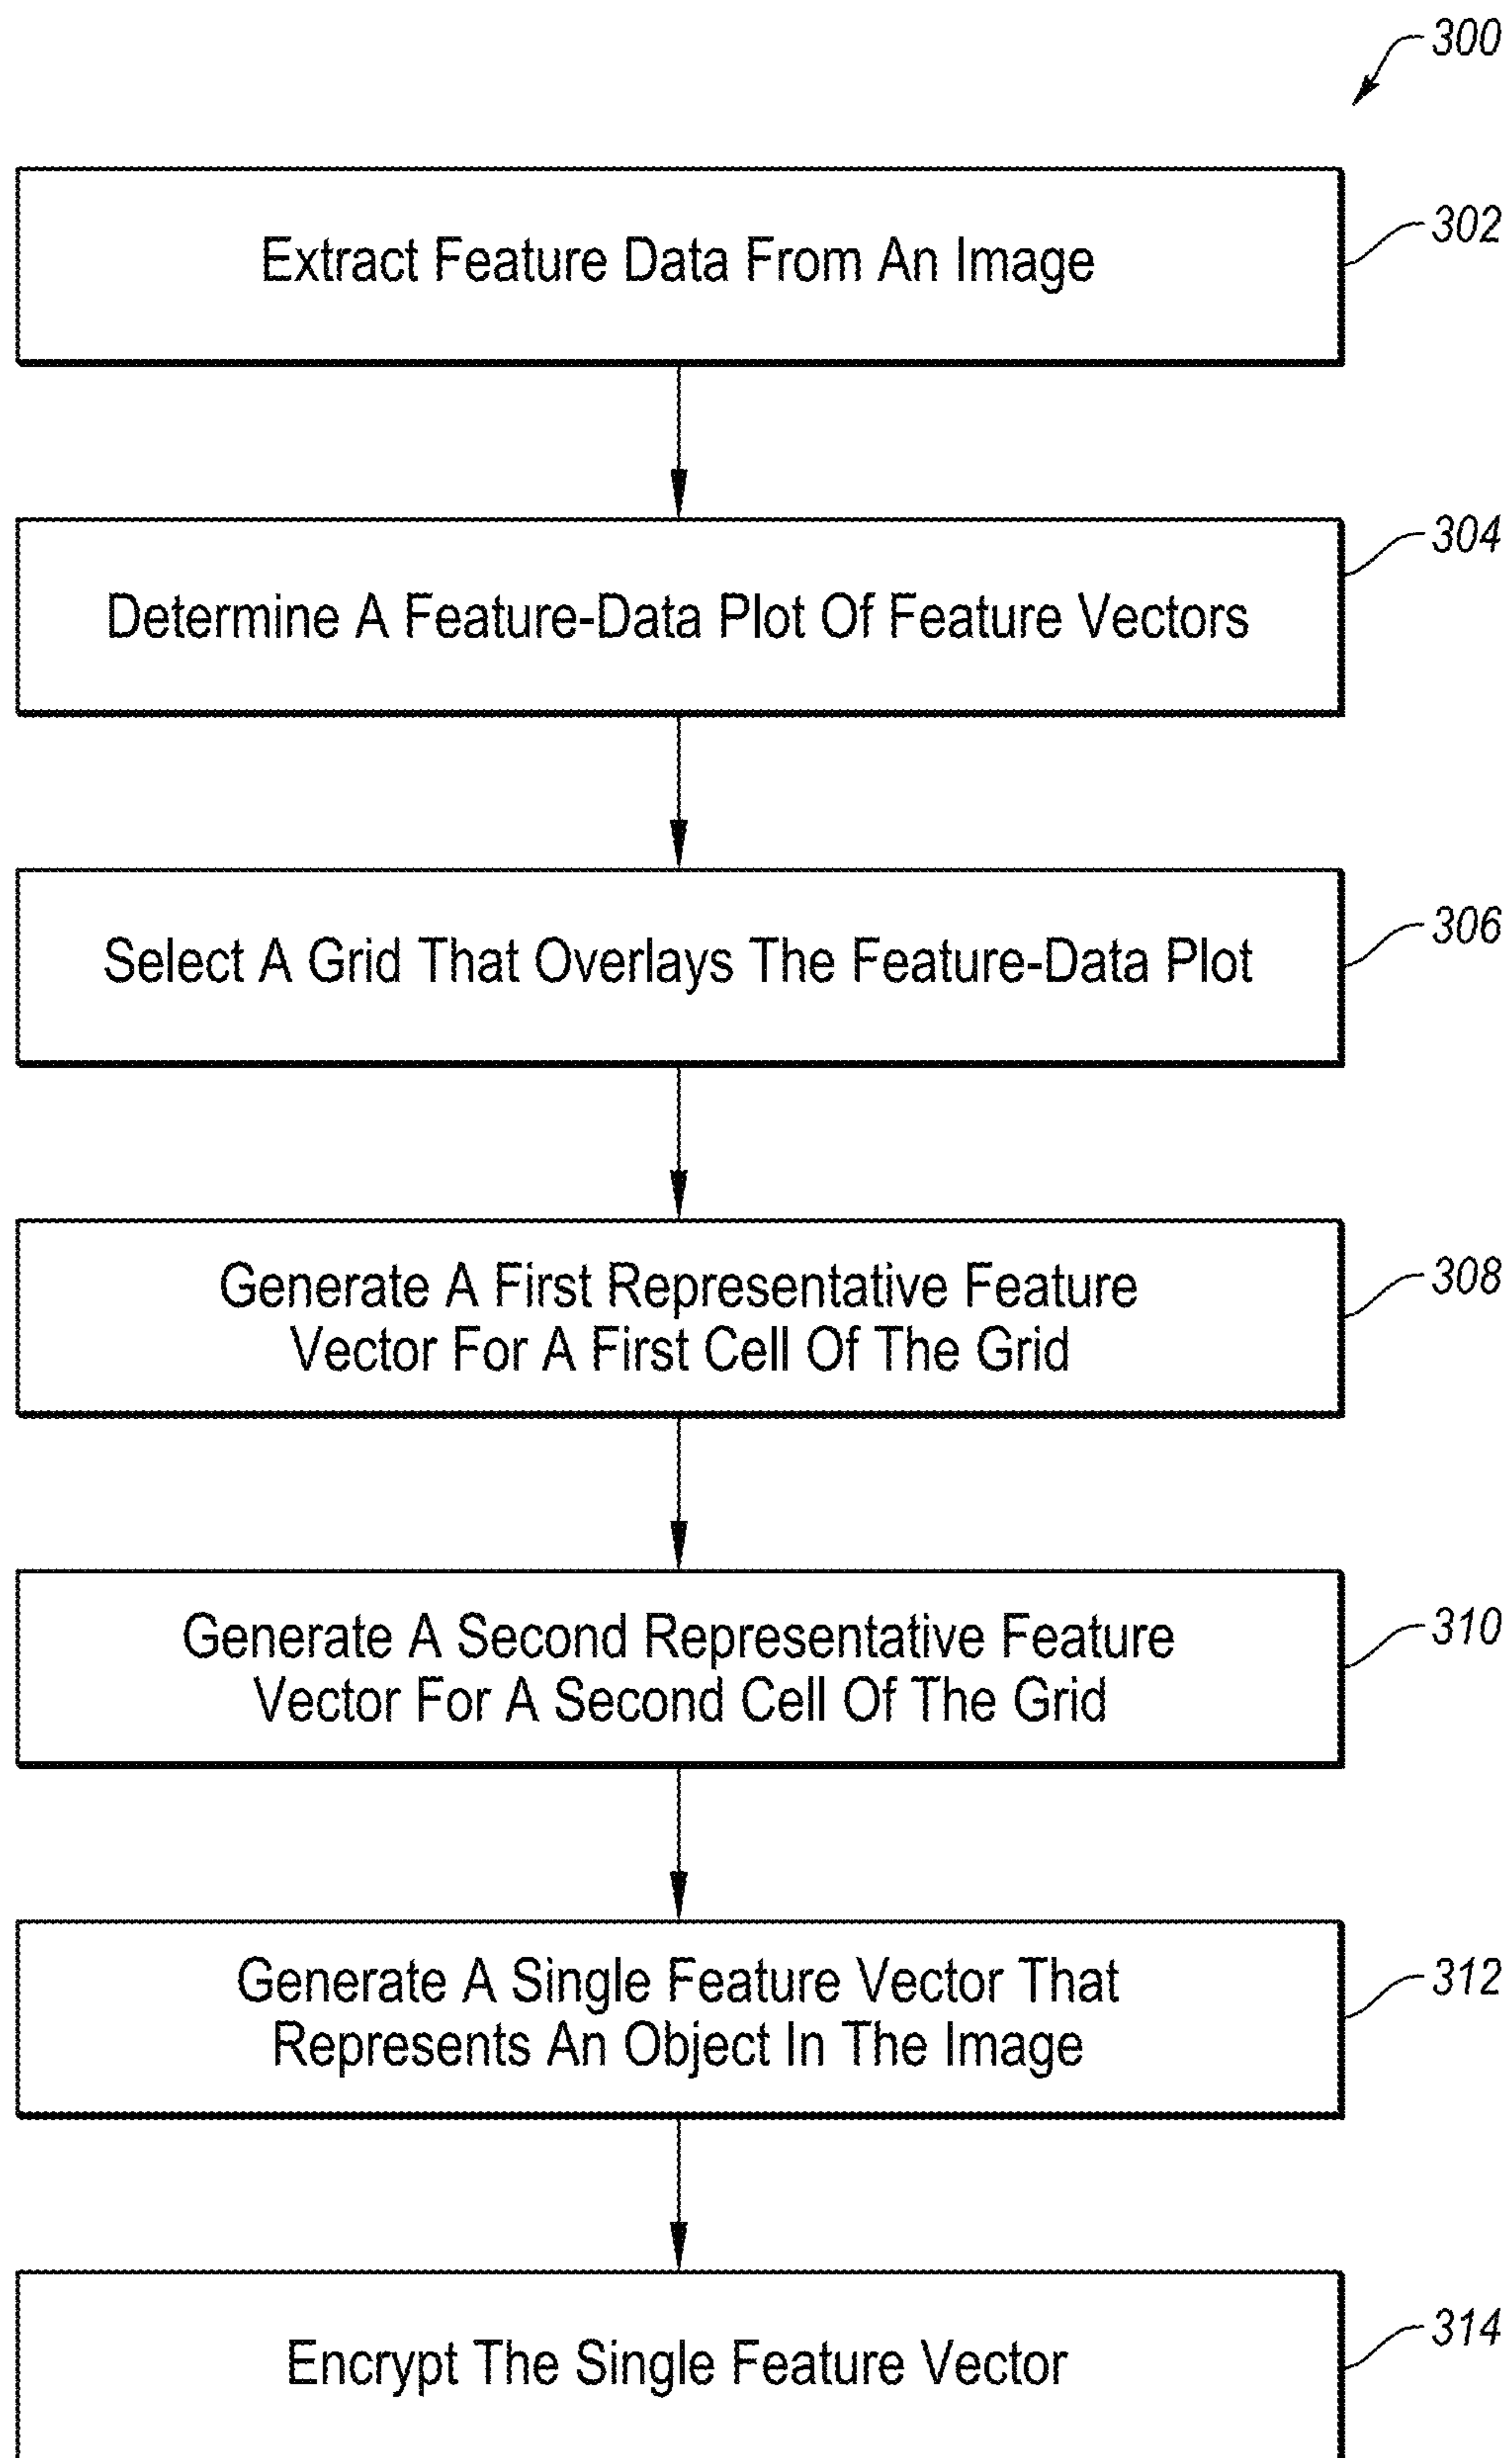 300
Extract Feature Data From An Image
302
Determine A Feature-Data Plot Of Feature Vectors
304
Select A Grid That Overlays The Feature-Data Plot
306
Generate A First Representative Feature
Vector For A First Cell Of The Grid
308
Generate A Second Representative Feature
Vector For A Second Cell Of The Grid
310
Generate A Single Feature Vector That
Represents An Object In The Image
312
Encrypt The Single Feature Vector
314